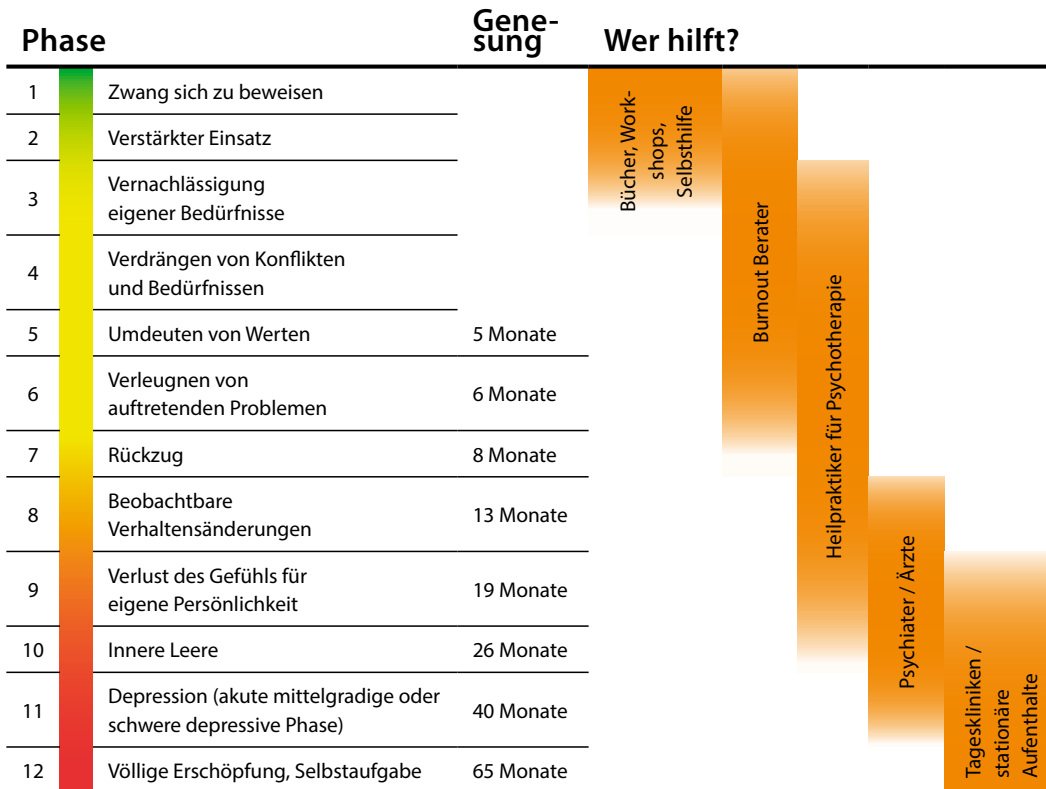 Phase
Gene-
sung
Wer hilft?
1 Zwang sich zu beweisen
2 Verstärkter Einsatz
3 Vernachlässigung
eigener Bedürfnisse
4 Verdrängen von Konflikten
und Bedürfnissen
5 Umdeuten von Werten 5 Monate
6 Verleugnen von
auftretenden Problemen 6 Monate
7 Rückzug 8 Monate
8 Beobachtbare
Verhaltensänderungen 13 Monate
9 Verlust des Gefühls für
eigene Persönlichkeit 19 Monate
10 Innere Leere 26 Monate
11 Depression (akute mittelgradige oder
schwere depressive Phase) 40 Monate
12 Völlige Erschöpfung, Selbstaufgabe 65 Monate
Bücher, Work-
shops,
Selbsthilfe
Burnout Berater
Heilpraktiker für Psychotherapie
Psychiater / Ärzte
Tageskliniken /
stationäre
Aufenthalte